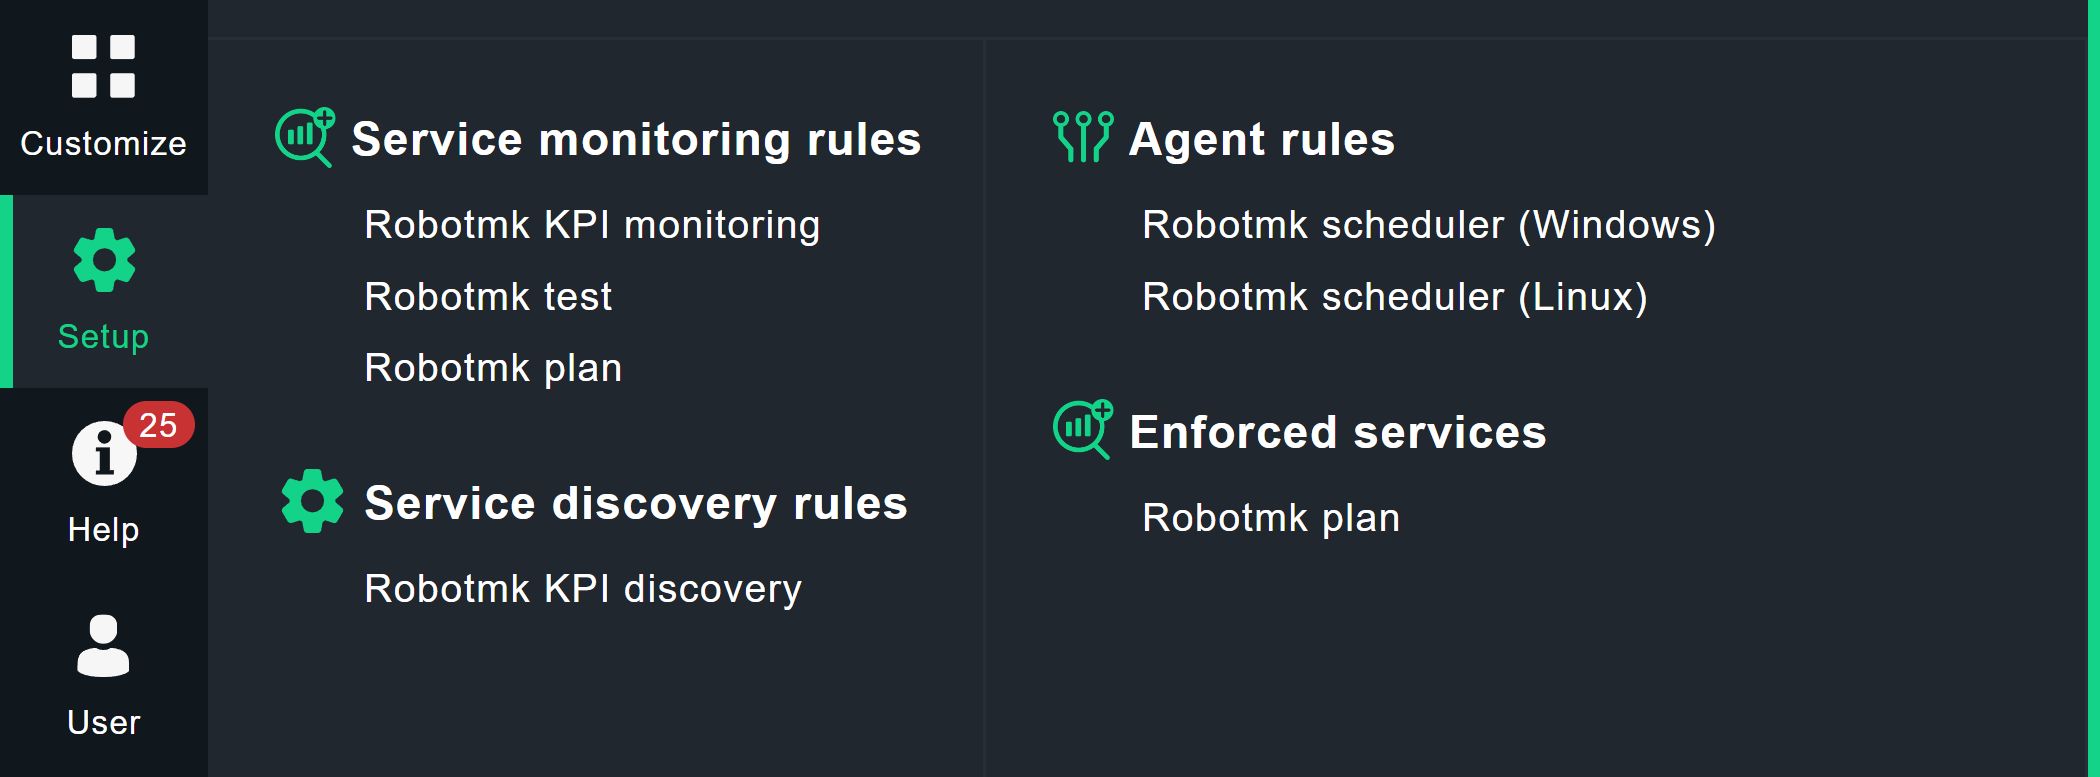 Customize
Setup
25
Help
User
Service monitoring rules
Robotmk KPI monitoring
Robotmk test
Robotmk plan
Service discovery rules
Robotmk KPI discovery
Agent rules
Robotmk scheduler (Windows)
Robotmk scheduler (Linux)
Enforced services
Robotmk plan